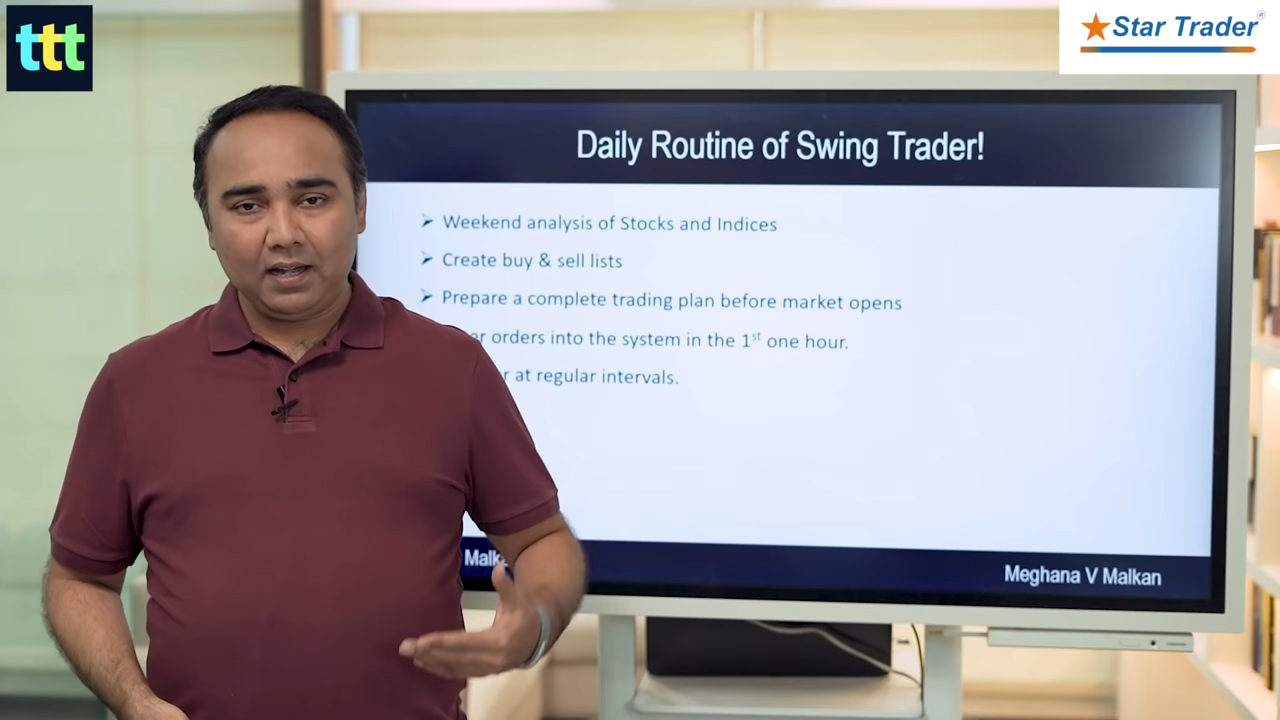 ttt
Star Trader®
Daily Routine of Swing Trader!
➢ Weekend analysis of Stocks and Indices
➢ Create buy & sell lists
➢ Prepare a complete trading plan before market opens
orders into the system in the 1st one hour.
at regular intervals.
Meghana V Malkan